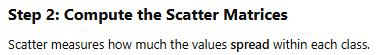 Step 2: Compute the Scatter Matrices
Scatter measures how much the values spread within each class.